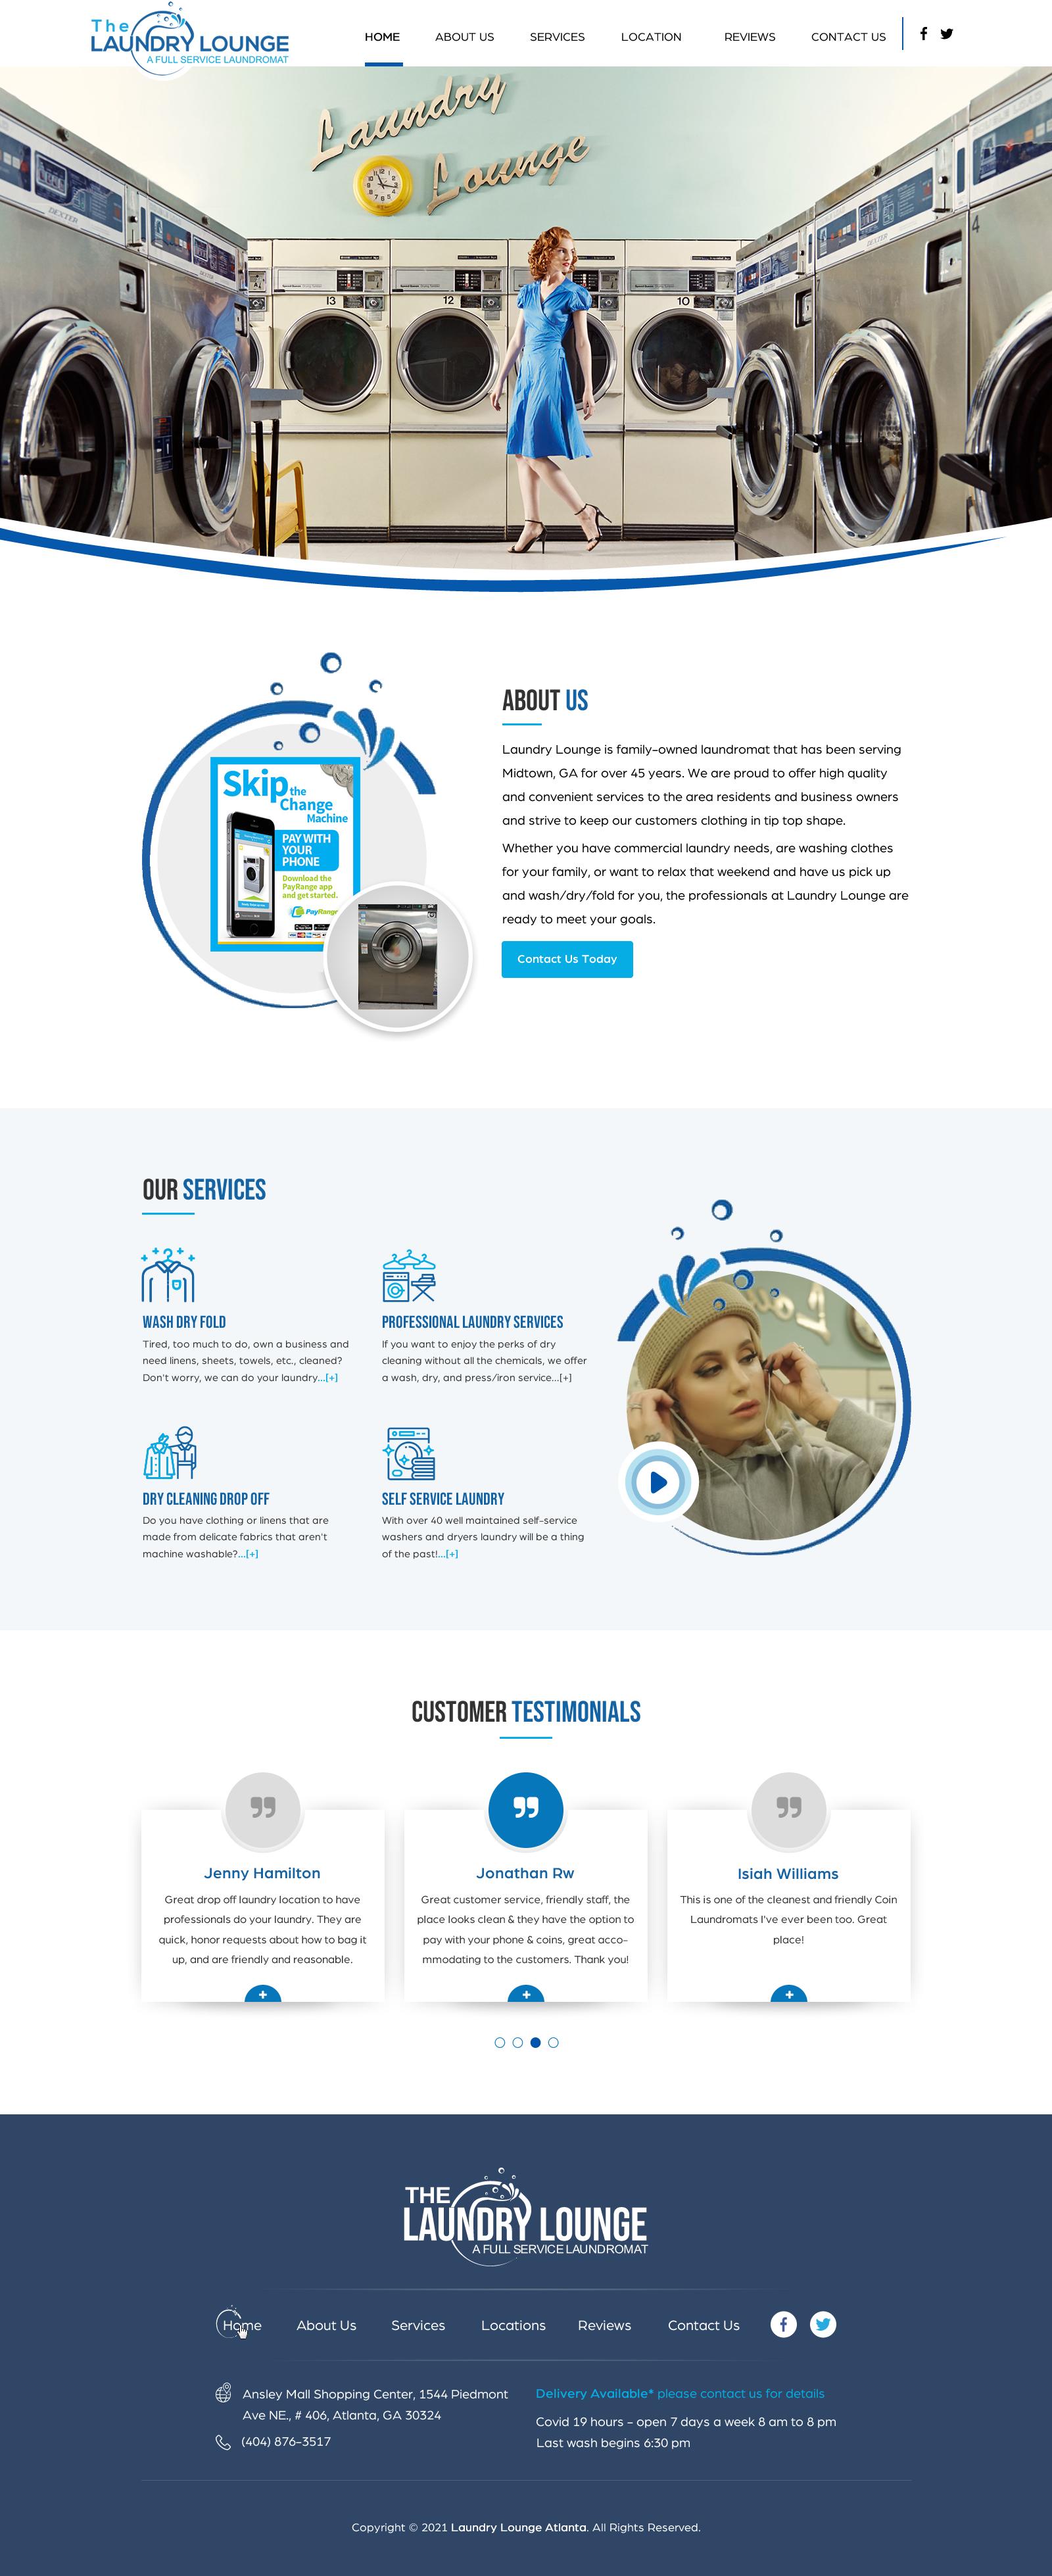 The
LAUNDRY LOUNGE
A FULL SERVICE LAUNDROMAT
HOME ABOUT US SERVICES LOCATION REVIEWS CONTACT US
Laundry
Lounge
DEXTER
DEXTER
13 12 10 4
ABOUT US
Laundry Lounge is family-owned laundromat that has been serving
Midtown, GA for over 45 years. We are proud to offer high quality
and convenient services to the area residents and business owners
and strive to keep our customers clothing in tip top shape.
Whether you have commercial laundry needs, are washing clothes
for your family, or want to relax that weekend and have us pick up
and wash/dry/fold for you, the professionals at Laundry Lounge are
ready to meet your goals.
Contact Us Today
Skip the
Change
Machine
PAY WITH
YOUR
PHONE
Download the
PayRange app
and get started.
PayRange
OUR SERVICES
WASH DRY FOLD
Tired, too much to do, own a business and
need linens, sheets, towels, etc., cleaned?
Don't worry, we can do your laundry...[+]
PROFESSIONAL LAUNDRY SERVICES
If you want to enjoy the perks of dry
cleaning without all the chemicals, we offer
a wash, dry, and press/iron service...[+]
DRY CLEANING DROP OFF
Do you have clothing or linens that are
made from delicate fabrics that aren't
machine washable?...[+]
SELF SERVICE LAUNDRY
With over 40 well maintained self-service
washers and dryers laundry will be a thing
of the past!...[+]
CUSTOMER TESTIMONIALS
Jenny Hamilton
Great drop off laundry location to have
professionals do your laundry. They are
quick, honor requests about how to bag it
up, and are friendly and reasonable.
+
Jonathan Rw
Great customer service, friendly staff, the
place looks clean & they have the option to
pay with your phone & coins, great acco-
mmodating to the customers. Thank you!
+
Isiah Williams
This is one of the cleanest and friendly Coin
Laundromats I've ever been too. Great
place!
+
THE
LAUNDRY LOUNGE
A FULL SERVICE LAUNDROMAT
Home About Us Services Locations Reviews Contact Us
Ansley Mall Shopping Center, 1544 Piedmont
Ave NE., # 406, Atlanta, GA 30324
(404) 876-3517
Delivery Available* please contact us for details
Covid 19 hours - open 7 days a week 8 am to 8 pm
Last wash begins 6:30 pm
Copyright © 2021 Laundry Lounge Atlanta. All Rights Reserved.